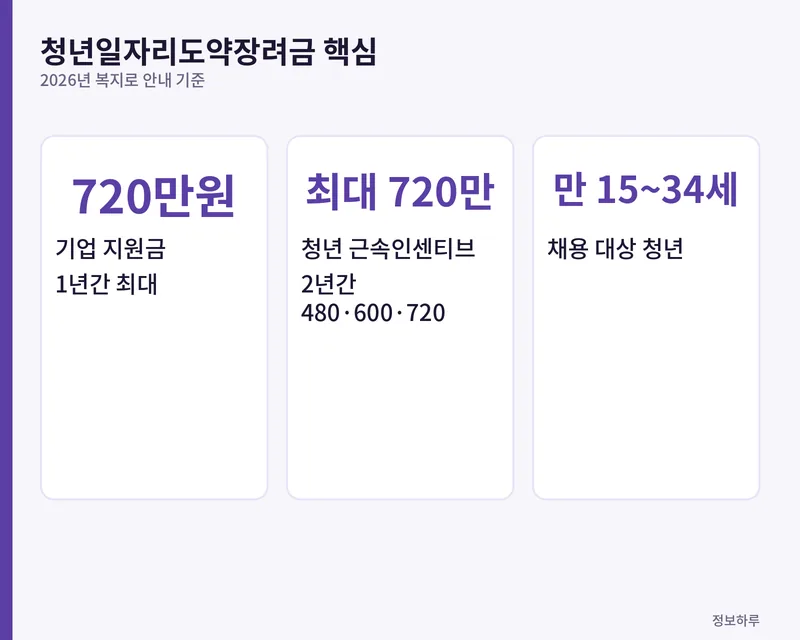 청년일자리도약장려금 핵심
2026년 복지로 안내 기준
720만원
기업 지원금
1년간 최대
최대 720만
청년 근속인센티브
2년간
480·600·720
만 15~34세
채용 대상 청년
정보하루